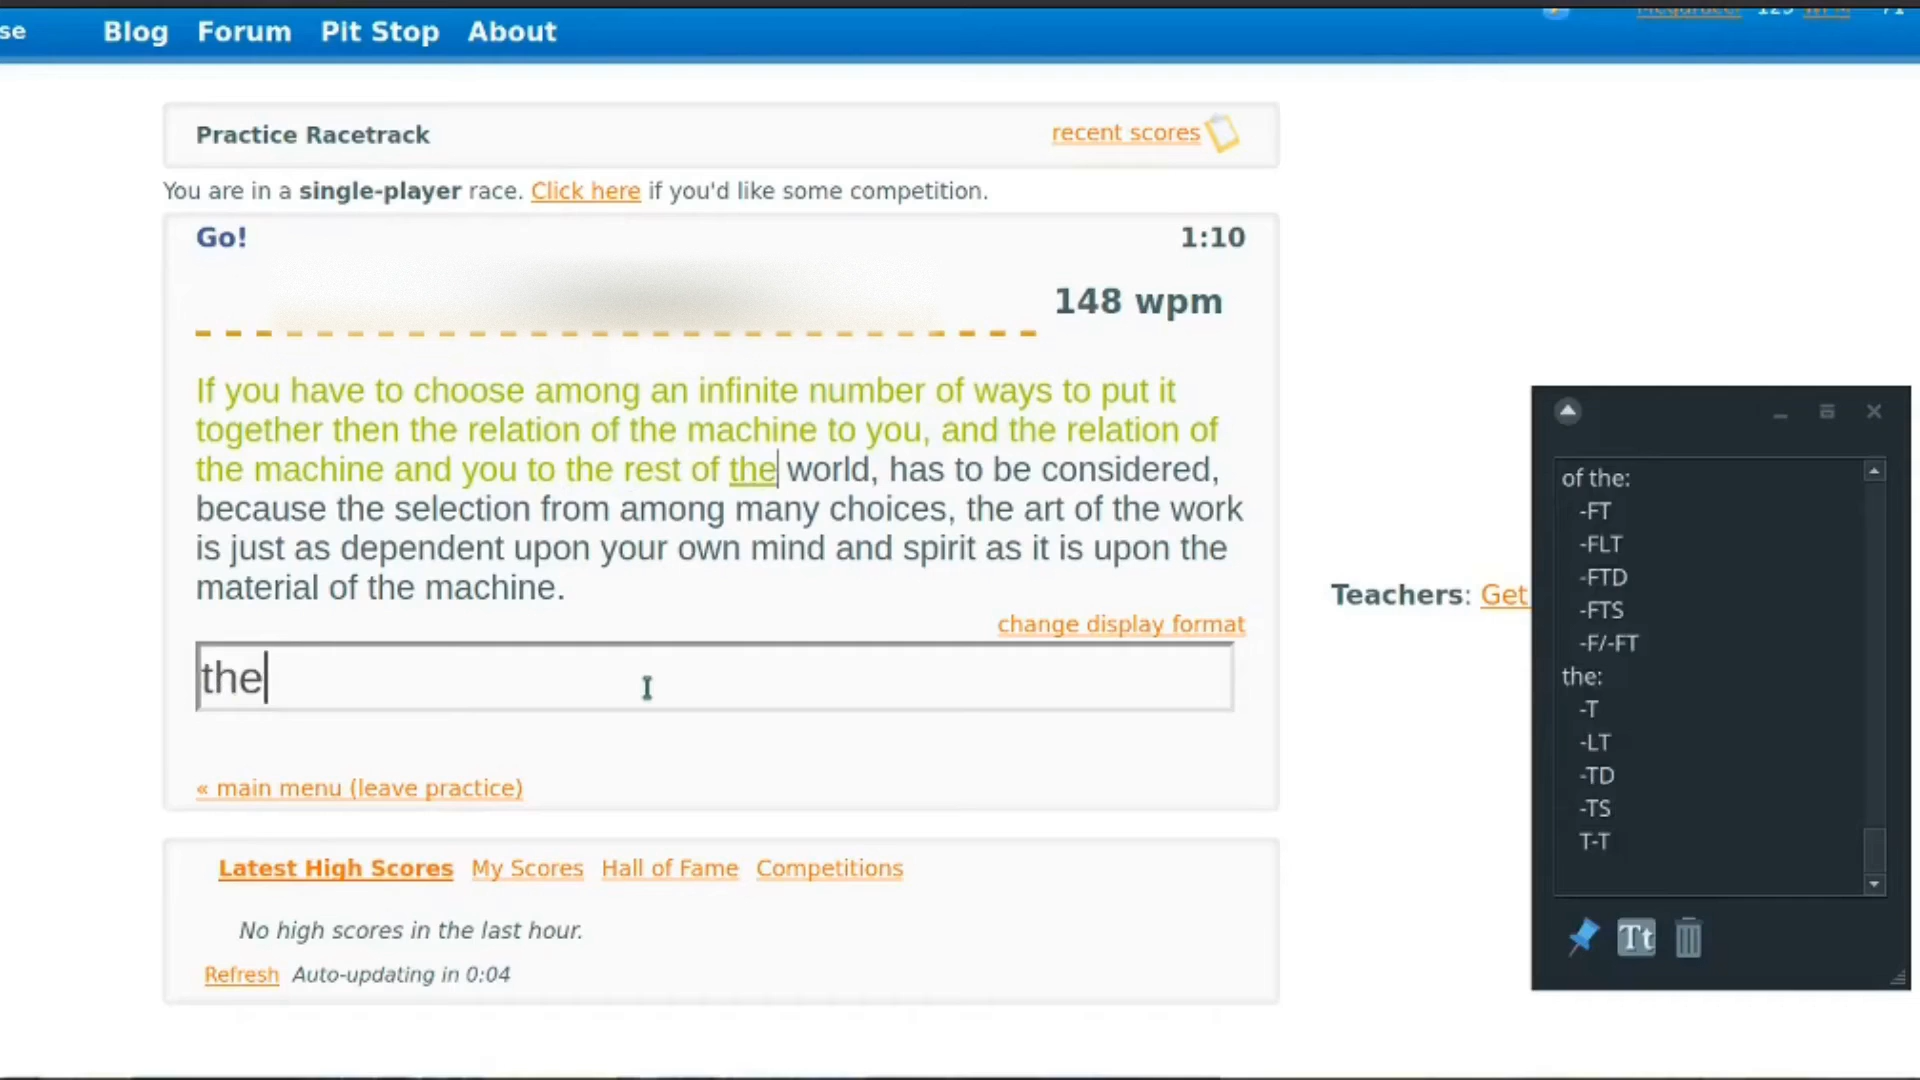 se Blog Forum Pit Stop About
Practice Racetrack
recent scores
You are in a single-player race. Click here if you'd like some competition.
Go!
1:10
148 wpm
If you have to choose among an infinite number of ways to put it
together then the relation of the machine to you, and the relation of
the machine and you to the rest of the world, has to be considered,
because the selection from among many choices, the art of the work
is just as dependent upon your own mind and spirit as it is upon the
material of the machine.
change display format
the
« main menu (leave practice)
Latest High Scores My Scores Hall of Fame Competitions
No high scores in the last hour.
Refresh Auto-updating in 0:04
Teachers: Get
of the:
-FT
-FLT
-FTD
-FTS
-F/-FT
the:
-T
-LT
-TD
-TS
T-T
Tt